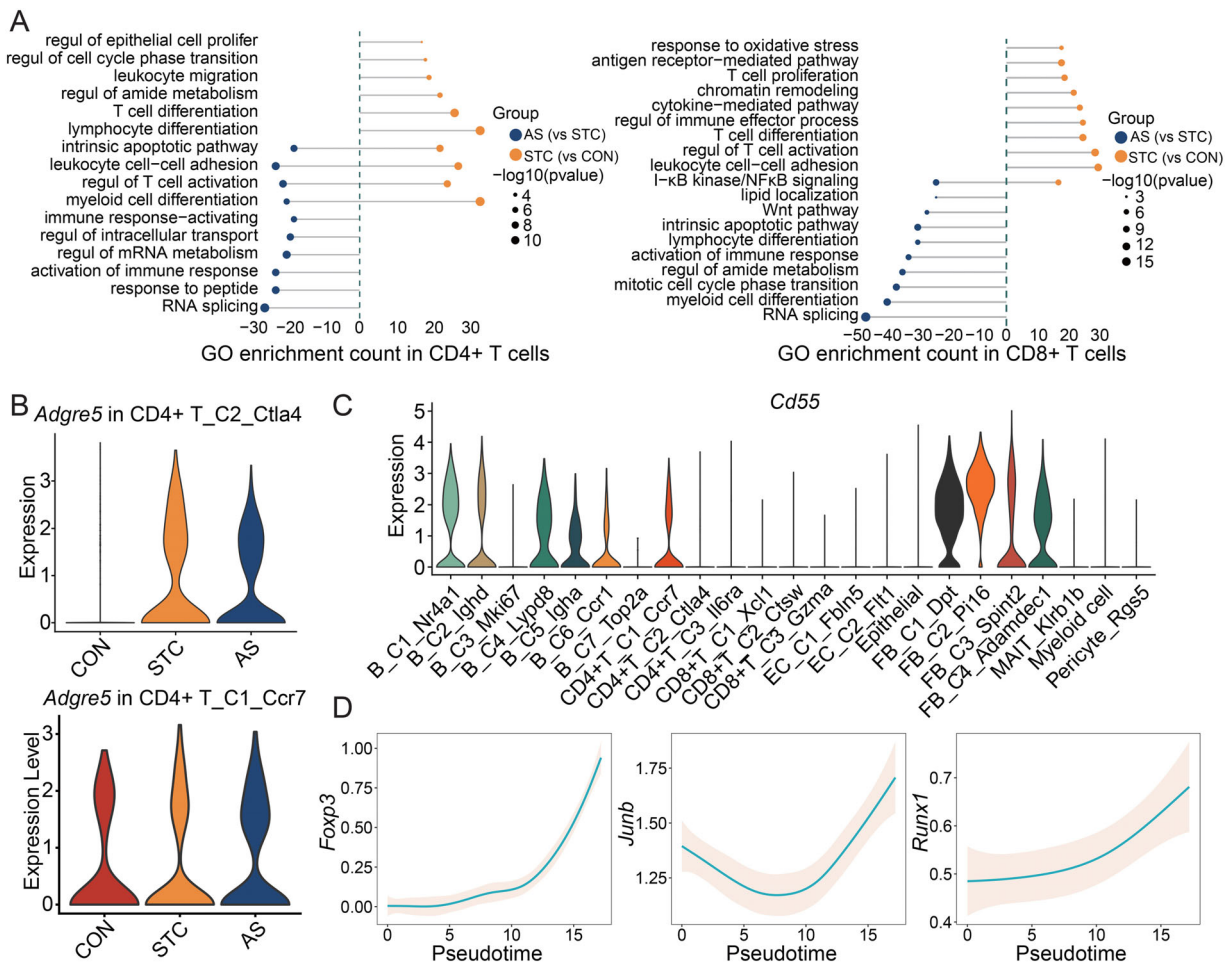 A
regul of epithelial cell prolifer
regul of cell cycle phase transition
leukocyte migration
regul of amide metabolism
T cell differentiation
lymphocyte differentiation
intrinsic apoptotic pathway
leukocyte cell−cell adhesion
regul of T cell activation
myeloid cell differentiation
immune response−activating
regul of intracellular transport
regul of mRNA metabolism
activation of immune response
response to peptide
RNA splicing
−30 −20 −10 0 10 20 30
GO enrichment count in CD4+ T cells
Group
AS (vs STC)
STC (vs CON)
−log10(pvalue)
4
6
8
10
response to oxidative stress
antigen receptor−mediated pathway
T cell proliferation
chromatin remodeling
cytokine−mediated pathway
regul of immune effector process
T cell differentiation
regul of T cell activation
leukocyte cell−cell adhesion
I−κB kinase/NFκB signaling
lipid localization
Wnt pathway
intrinsic apoptotic pathway
lymphocyte differentiation
activation of immune response
regul of amide metabolism
mitotic cell cycle phase transition
myeloid cell differentiation
RNA splicing
−50 −40 −30 −20 −10 0 10 20 30
GO enrichment count in CD8+ T cells
Group
AS (vs STC)
STC (vs CON)
−log10(pvalue)
3
6
9
12
15
B
Adgre5 in CD4+ T_C2_Ctla4
Expression
3
2
1
0
CON
STC
AS
Adgre5 in CD4+ T_C1_Ccr7
Expression Level
3
2
1
0
CON
STC
AS
C
Cd55
Expression
5
4
3
2
1
0
B_C1_Nr4a1
B_C2_Ighd
B_C3_Mki67
B_C4_Lypd8
B_C5_Igha
B_C6_Ccr1
B_C7_Top2a
CD4+T_C1_Ccr7
CD4+T_C2_Ctla4
CD4+T_C3_Il6ra
CD8+T_C1_Xcl1
CD8+T_C2_Ctsw
CD8+T_C3_Gzma
EC_C1_Fbln5
EC_C2_Flt1
Epithelial
FB_C1_Dpt
FB_C2_Pi16
FB_C3_Spint2
FB_C4_Adamdec1
MAIT_Klrb1b
Myeloid cell
Pericyte_Rgs5
D
Foxp3
1.00
0.75
0.50
0.25
0.00
0 5 10 15
Pseudotime
Junb
1.75
1.50
1.25
0 5 10 15
Pseudotime
Runx1
0.7
0.6
0.5
0.4
0 5 10 15
Pseudotime